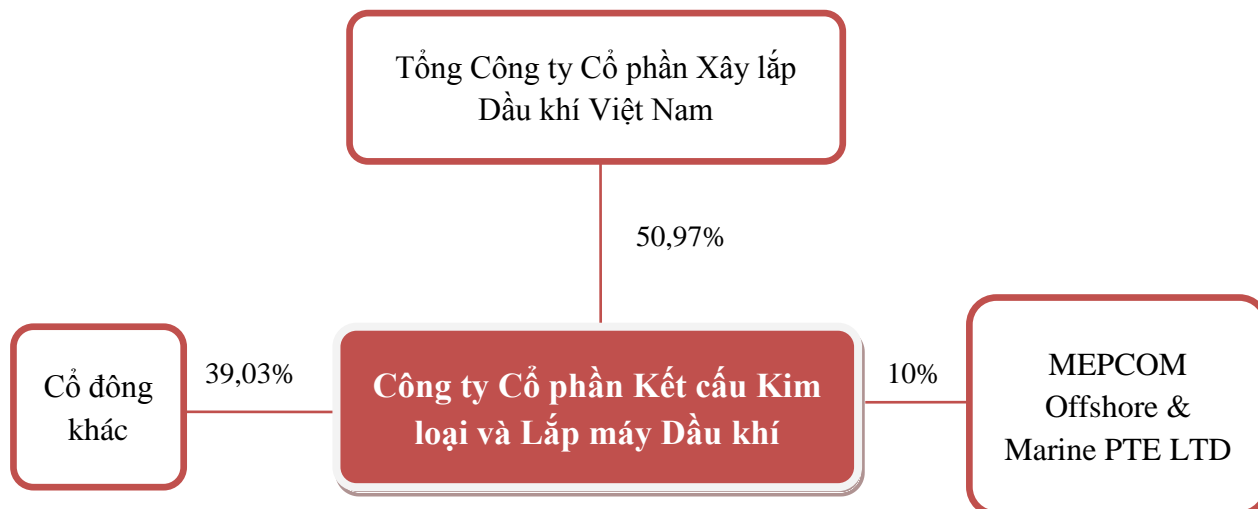 Tổng Công ty Cổ phần Xây lắp
Dầu khí Việt Nam
50,97%
Cổ đông
khác
39,03%
Công ty Cổ phần Kết cấu Kim
loại và Lắp máy Dầu khí
10%
MEPCOM
Offshore &
Marine PTE LTD